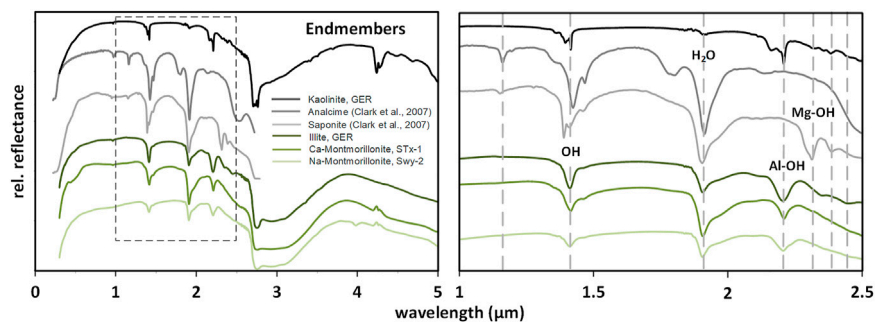 Endmembers
rel. reflectance
Kaolinite, GER
Analcime (Clark et al., 2007)
Saponite (Clark et al., 2007)
Illite, GER
Ca-Montmorillonite, STx-1
Na-Montmorillonite, Swy-2
0 1 2 3 4 5
H₂O
Mg-OH
OH
Al-OH
1 1.5 2 2.5
wavelength (µm)